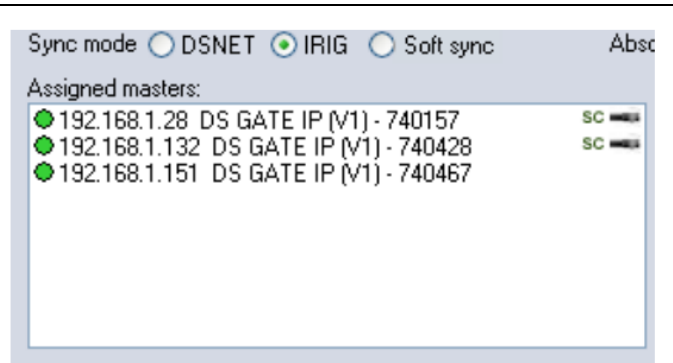 Sync mode DSNET IRIG Soft sync
Assigned masters:
192.168.1.28 DS GATE IP (V1) - 740157 SC
192.168.1.132 DS GATE IP (V1) - 740428 SC
192.168.1.151 DS GATE IP (V1) - 740467